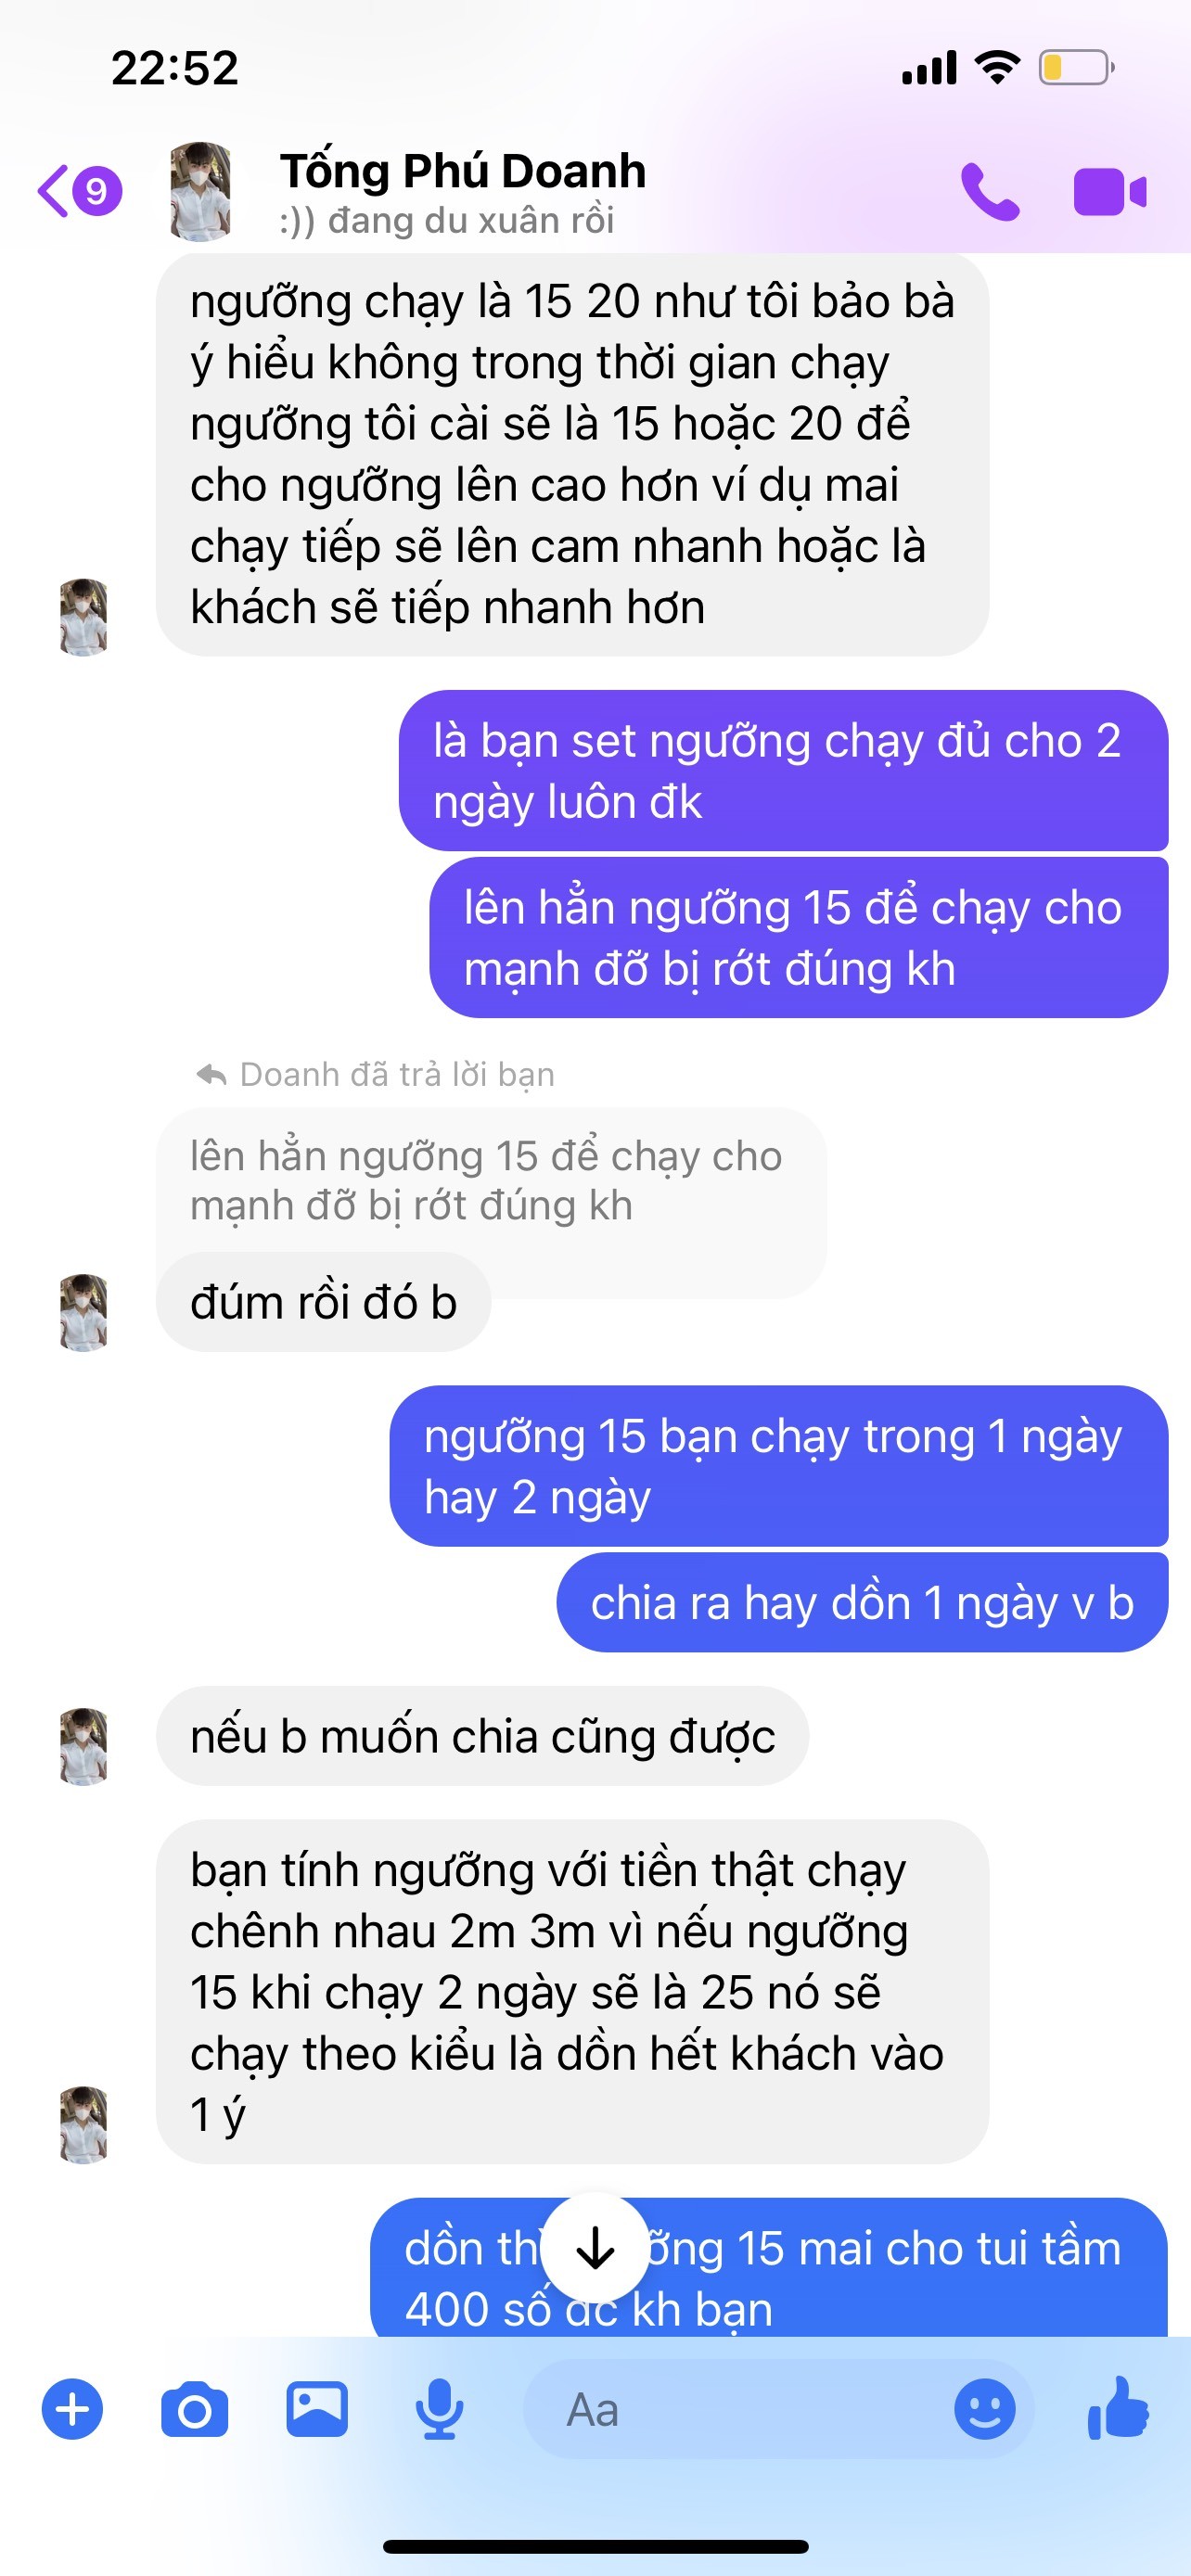 22:52
9
Tống Phú Doanh
:)) đang du xuân rồi
ngưỡng chạy là 15 20 như tôi bảo bà
ý hiểu không trong thời gian chạy
ngưỡng tôi cài sẽ là 15 hoặc 20 để
cho ngưỡng lên cao hơn ví dụ mai
chạy tiếp sẽ lên cam nhanh hoặc là
khách sẽ tiếp nhanh hơn
là bạn set ngưỡng chạy đủ cho 2
ngày luôn đk
lên hẳn ngưỡng 15 để chạy cho
mạnh đỡ bị rớt đúng kh
Doanh đã trả lời bạn
lên hẳn ngưỡng 15 để chạy cho
mạnh đỡ bị rớt đúng kh
đúm rồi đó b
ngưỡng 15 bạn chạy trong 1 ngày
hay 2 ngày
chia ra hay dồn 1 ngày v b
nếu b muốn chia cũng được
bạn tính ngưỡng với tiền thật chạy
chênh nhau 2m 3m vì nếu ngưỡng
15 khi chạy 2 ngày sẽ là 25 nó sẽ
chạy theo kiểu là dồn hết khách vào
1 ý
dồn 15 mai cho tui tầm
400 số dc kh bạn
Aa